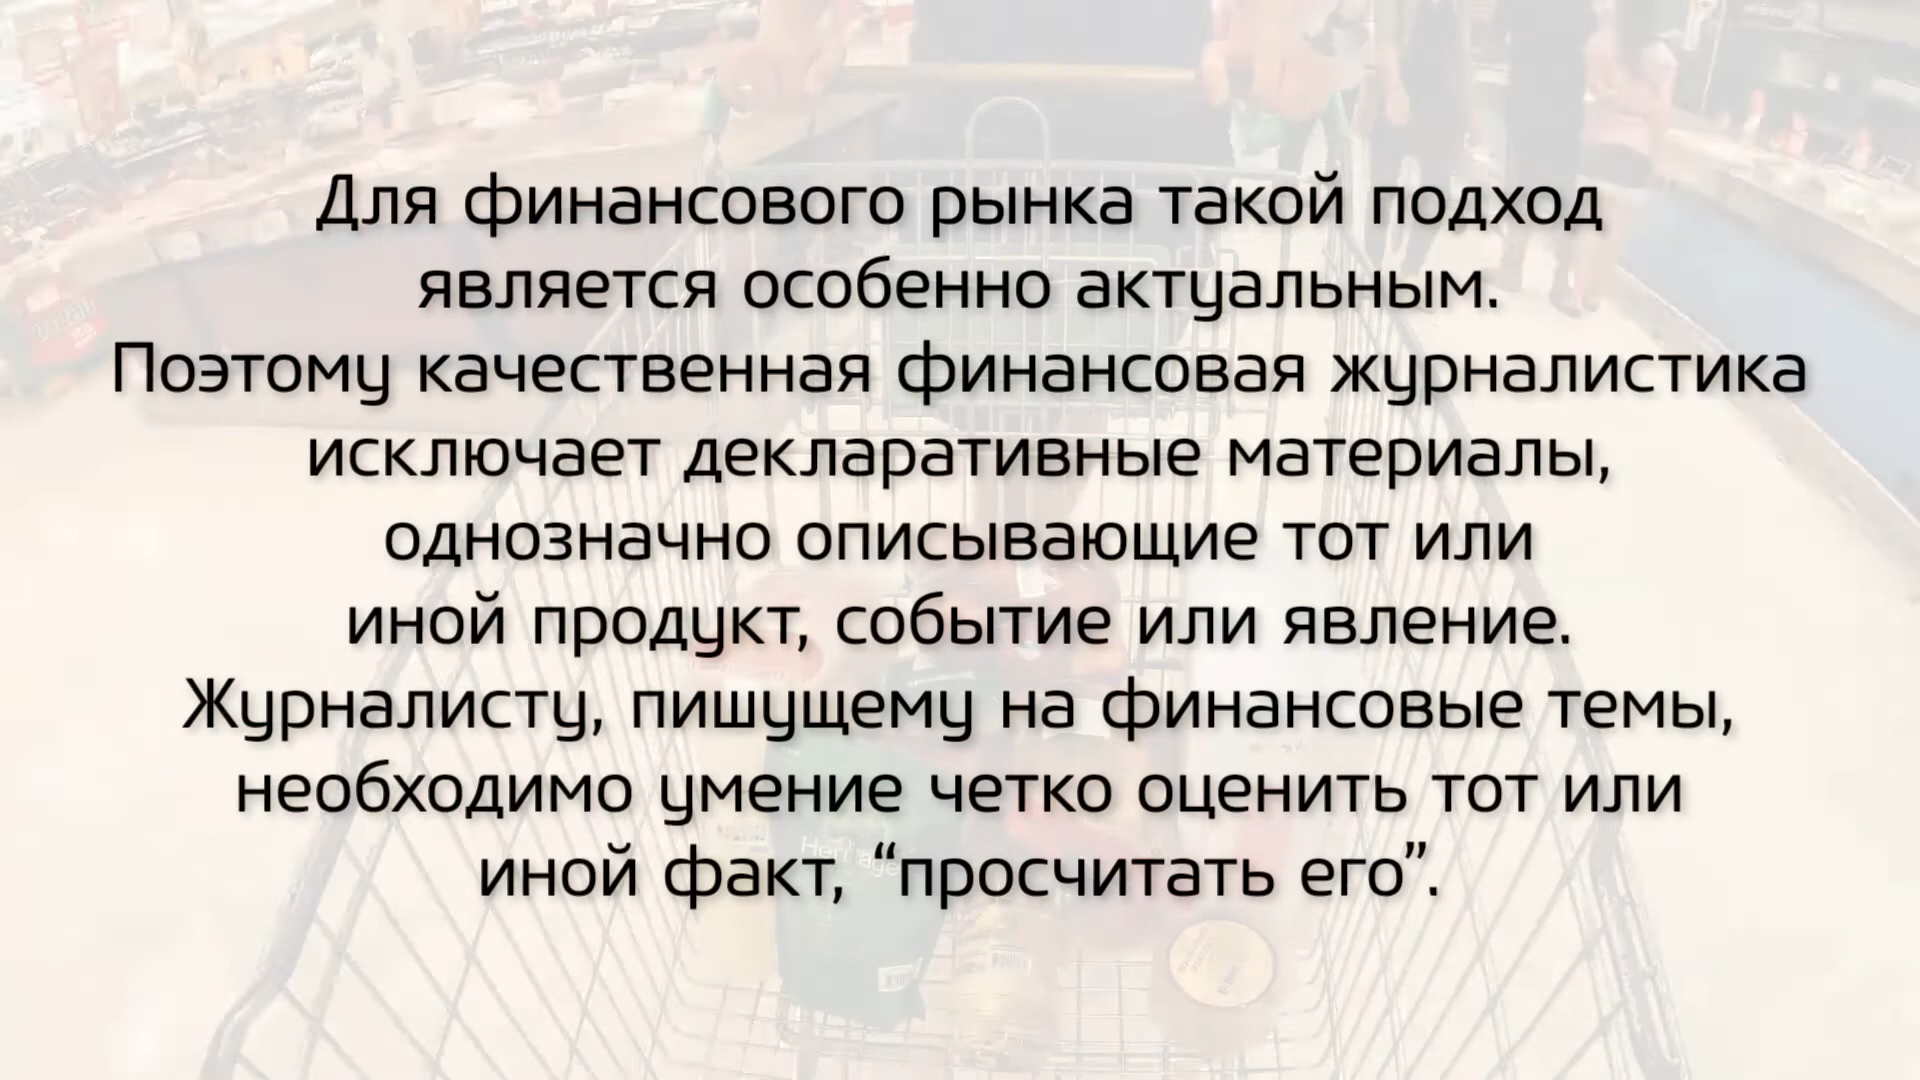 Для финансового рынка такой подход
является особенно актуальным.
Поэтому качественная финансовая журналистика
исключает декларативные материалы,
однозначно описывающие тот или
иной продукт, событие или явление.
Журналисту, пишущему на финансовые темы,
необходимо умение четко оценить тот или
иной факт, “просчитать его”.